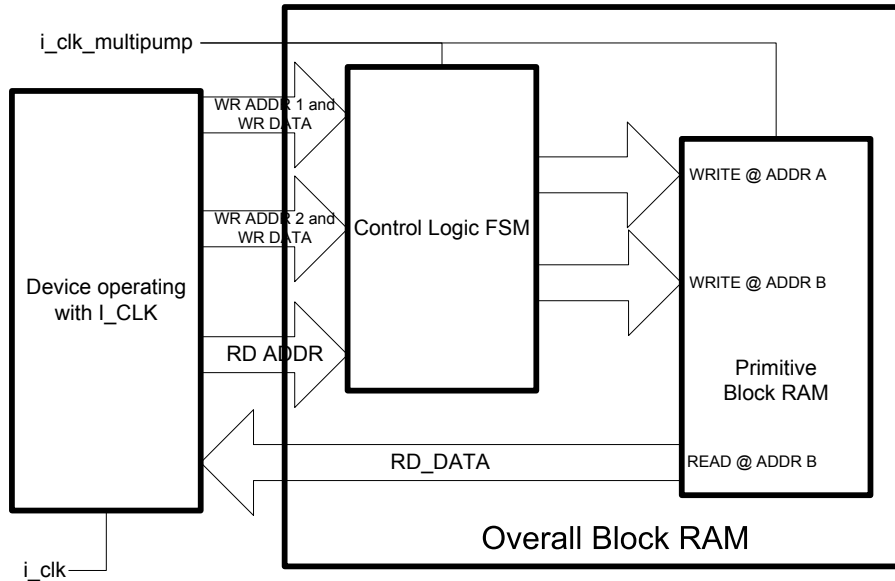 i_clk_multipump
WR ADDR 1 and
WR DATA
WR ADDR 2 and
WR DATA
RD ADDR
Device operating
with I_CLK
Control Logic FSM
WRITE @ ADDR A
WRITE @ ADDR B
Primitive
Block RAM
READ @ ADDR B
RD_DATA
Overall Block RAM
i_clk